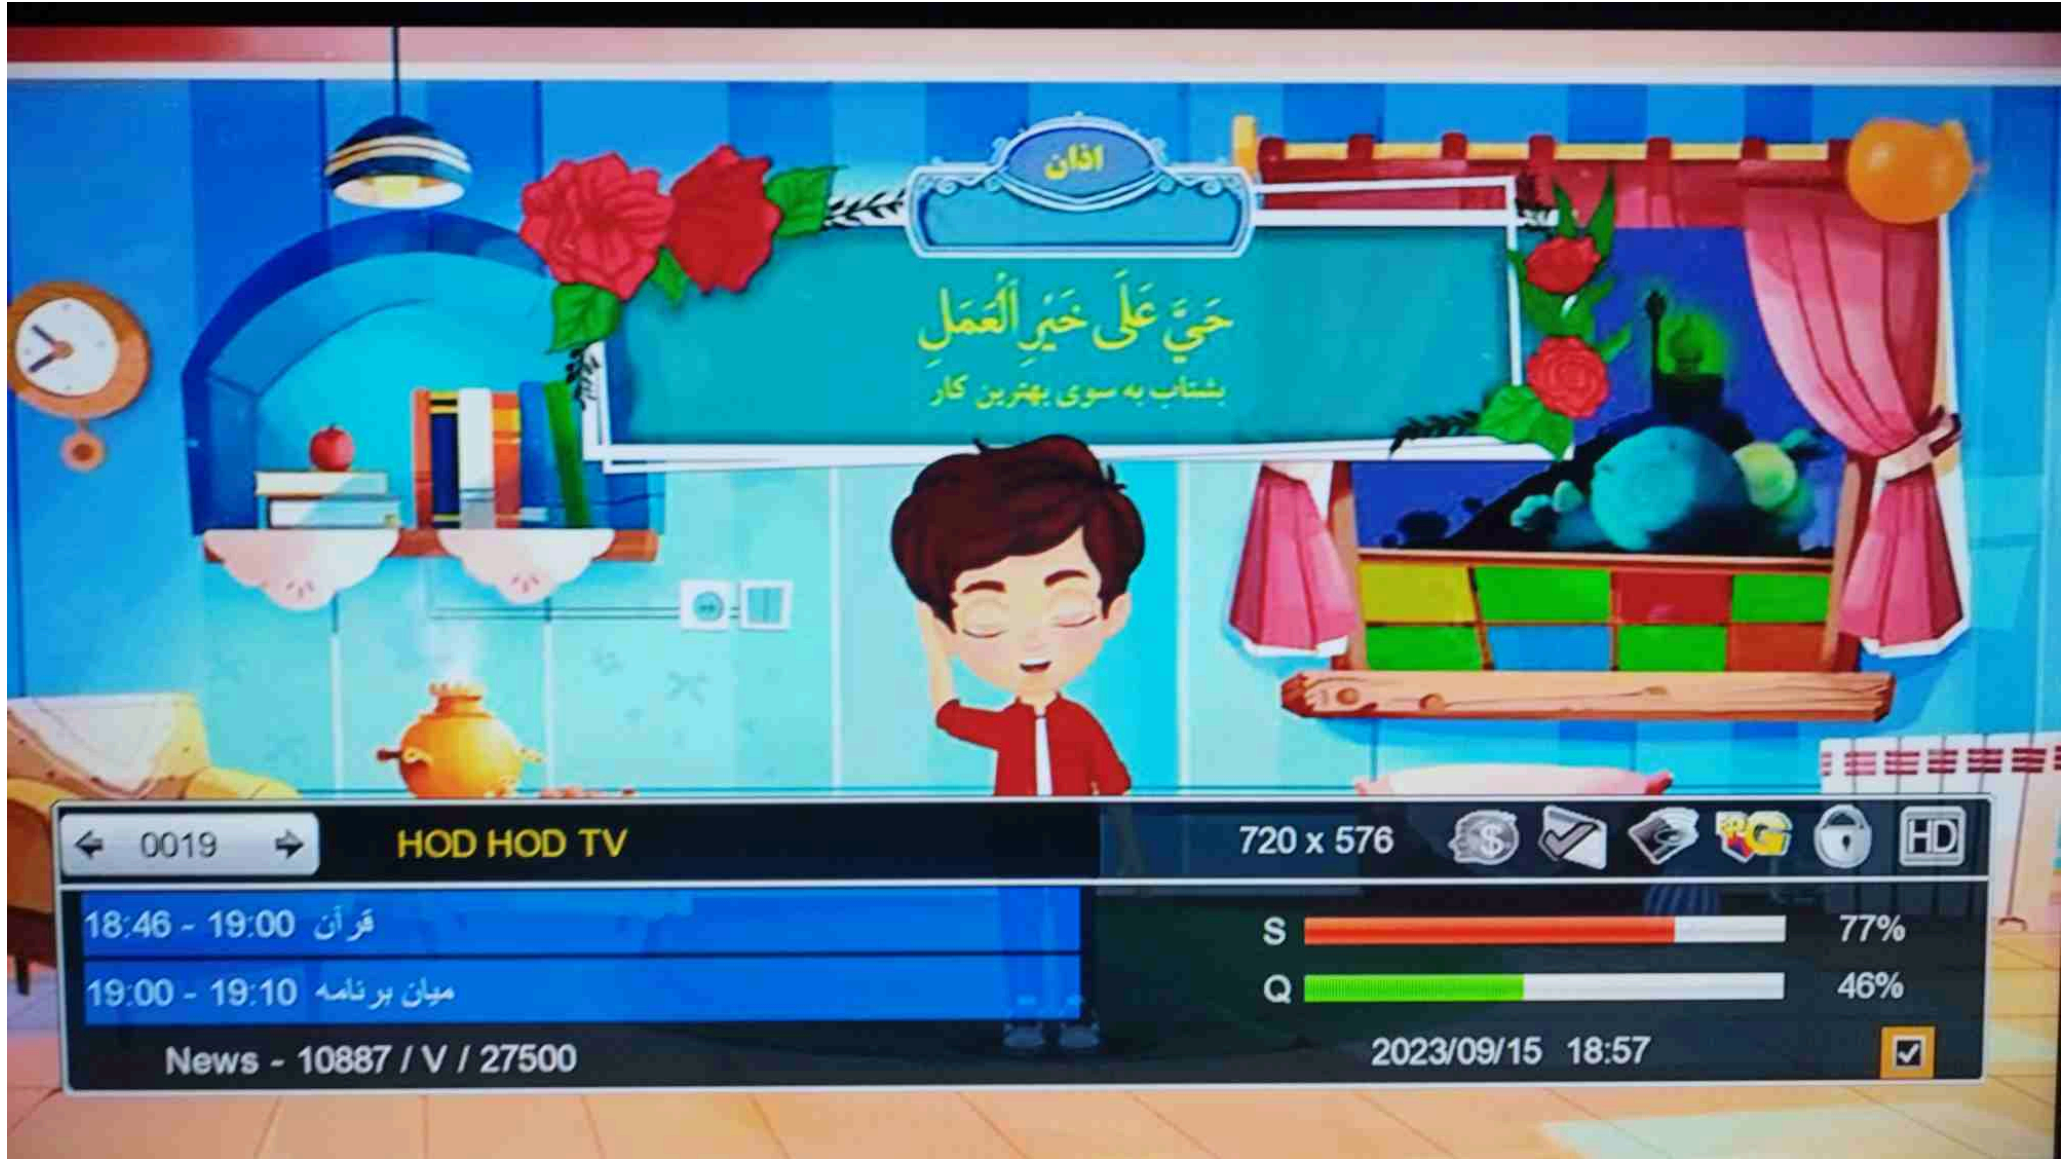 اذان
حَيَّ عَلَى خَيْرِ الْعَمَلِ
بشتاب به سوی بهترین کار
0019
HOD HOD TV
720 x 576
HD
18:46 - 19:00 قرآن
S 77%
19:00 - 19:10 میان برنامه
Q 46%
News - 10887 / V / 27500
2023/09/15 18:57